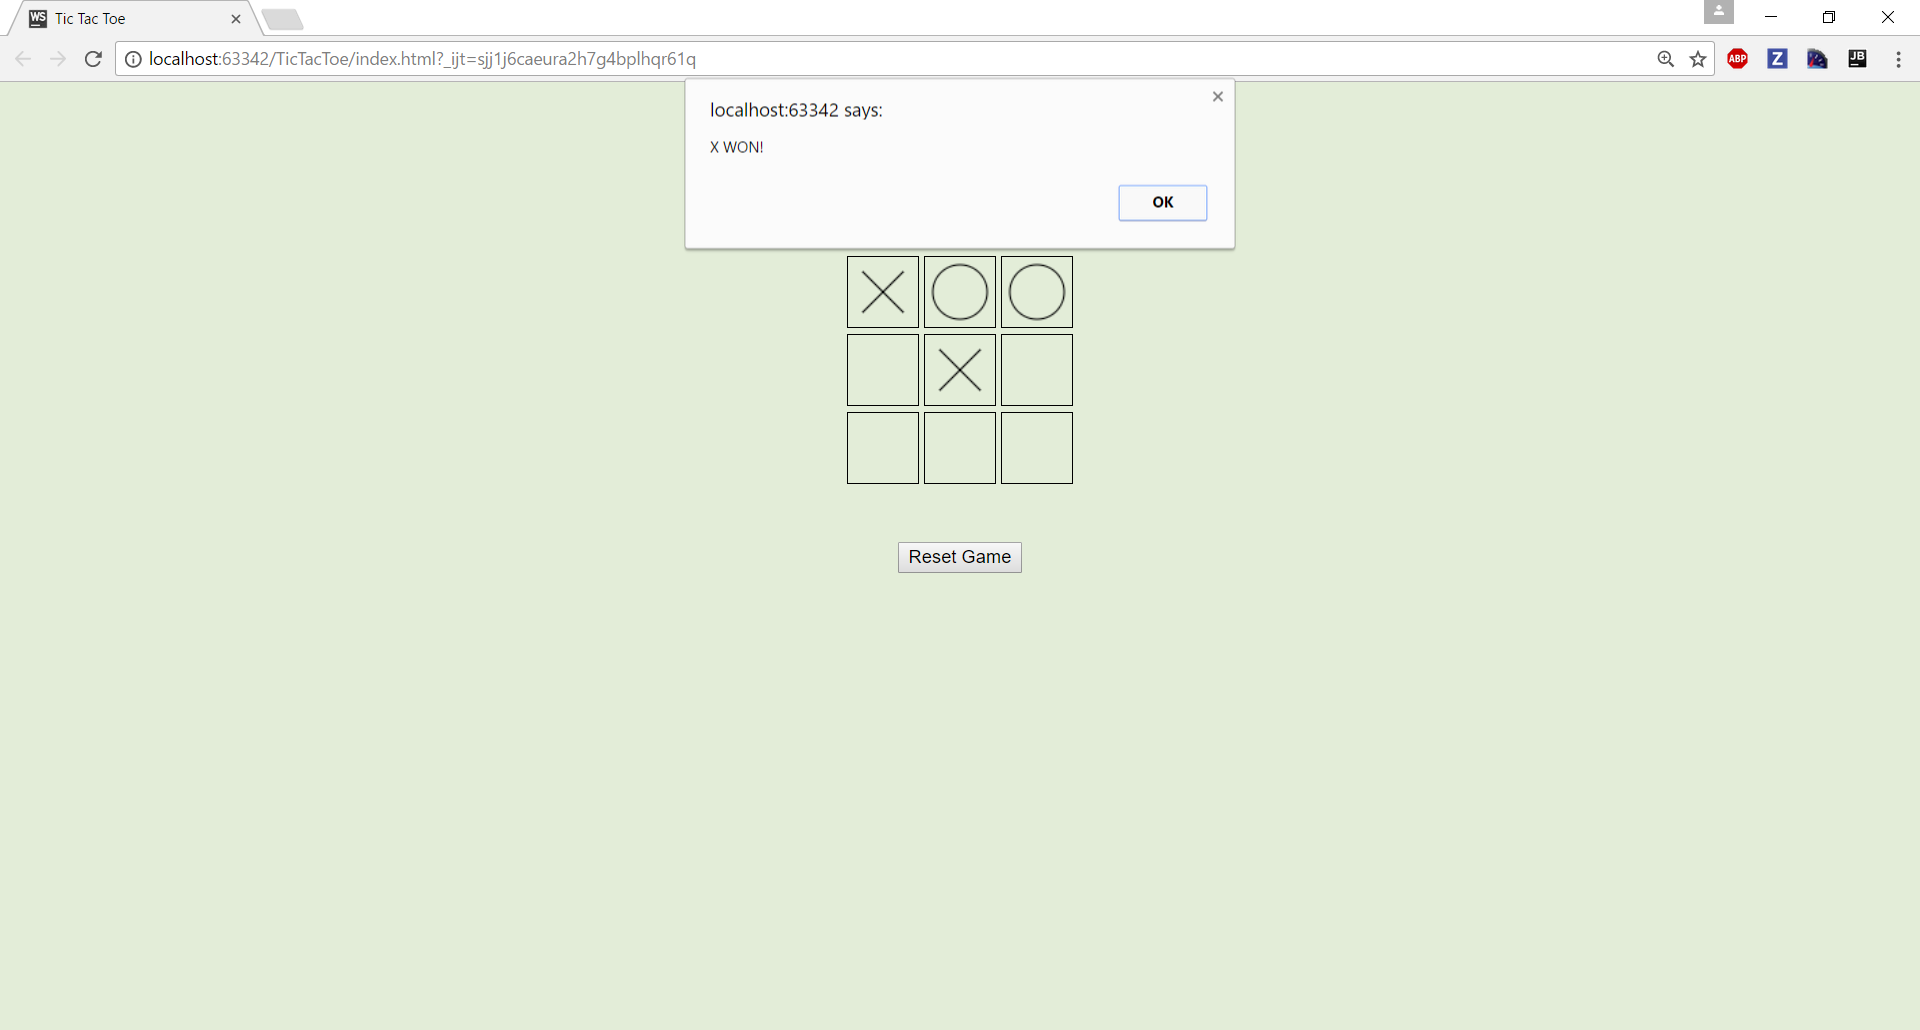 WS Tic Tac Toe
localhost:63342/TicTacToe/index.html?_ijt=sjj1j6caeura2h7g4bplhqr61q
ABP Z JB
localhost:63342 says:
X WON!
OK
Reset Game